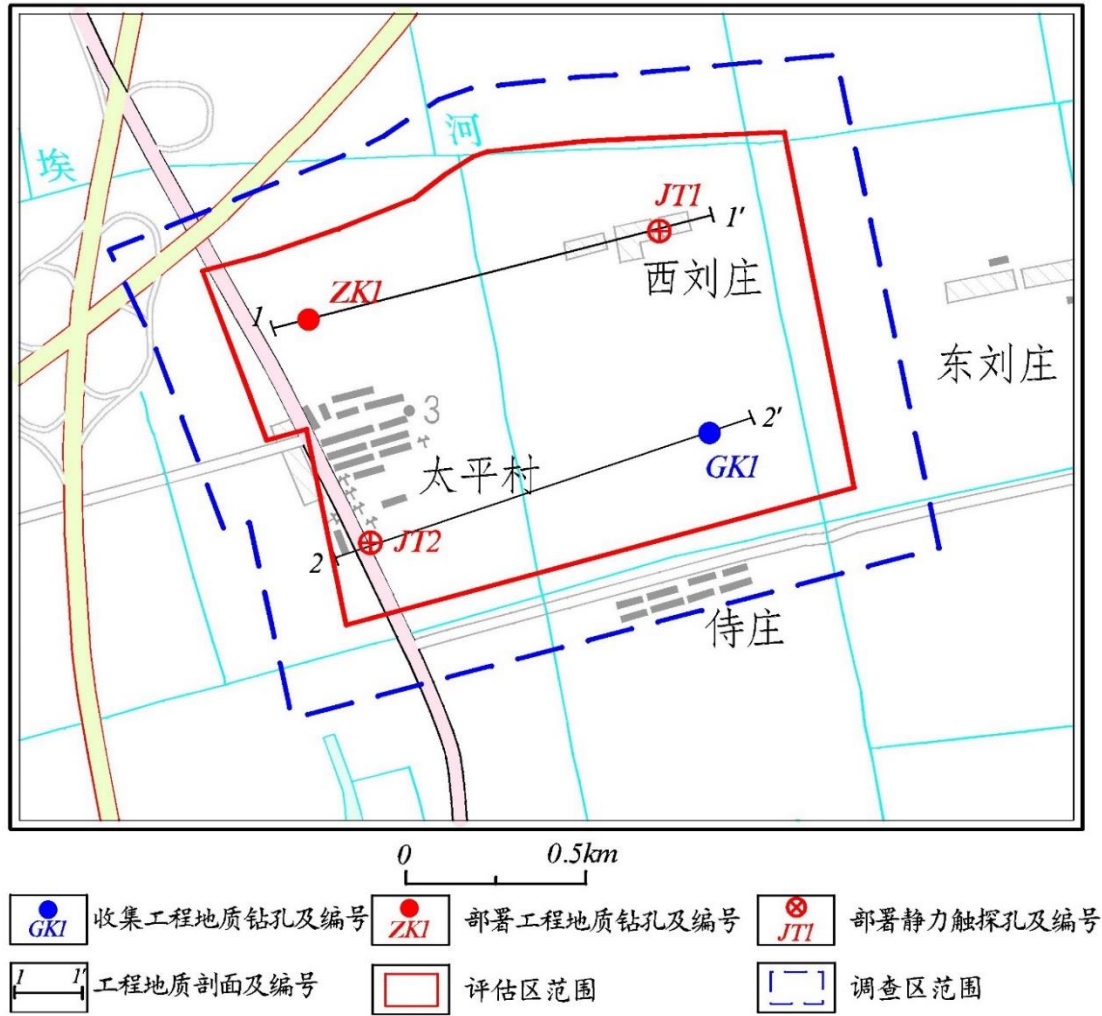 埃
河
JT1
1'
西刘庄
ZK1
1
东刘庄
3
2'
太平村
GK1
JT2
2
侍庄
0 0.5km
GK1 收集工程地质钻孔及编号 ZK1 部署工程地质钻孔及编号 JT1 部署静力触探孔及编号
1 1' 工程地质剖面及编号 评估区范围 调查区范围